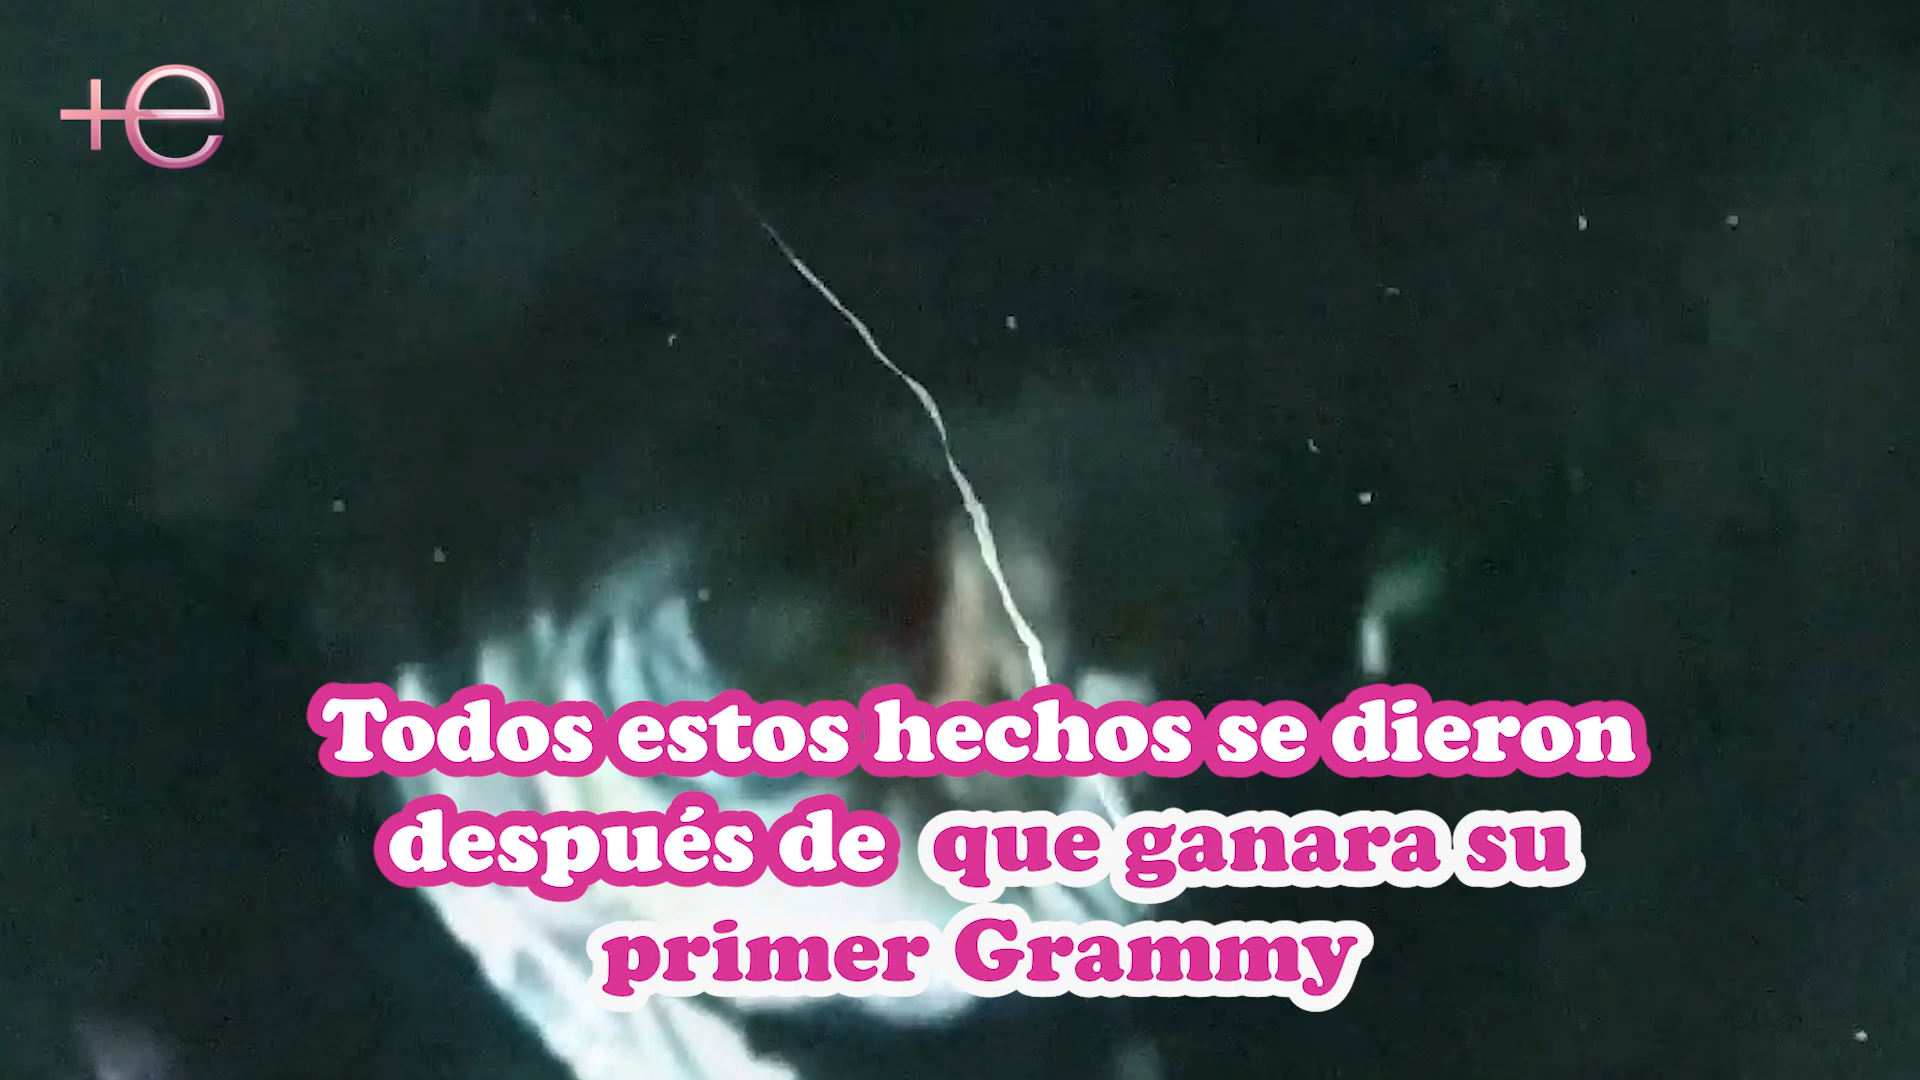 +e
Todos estos hechos se dieron
después de que ganara su
primer Grammy